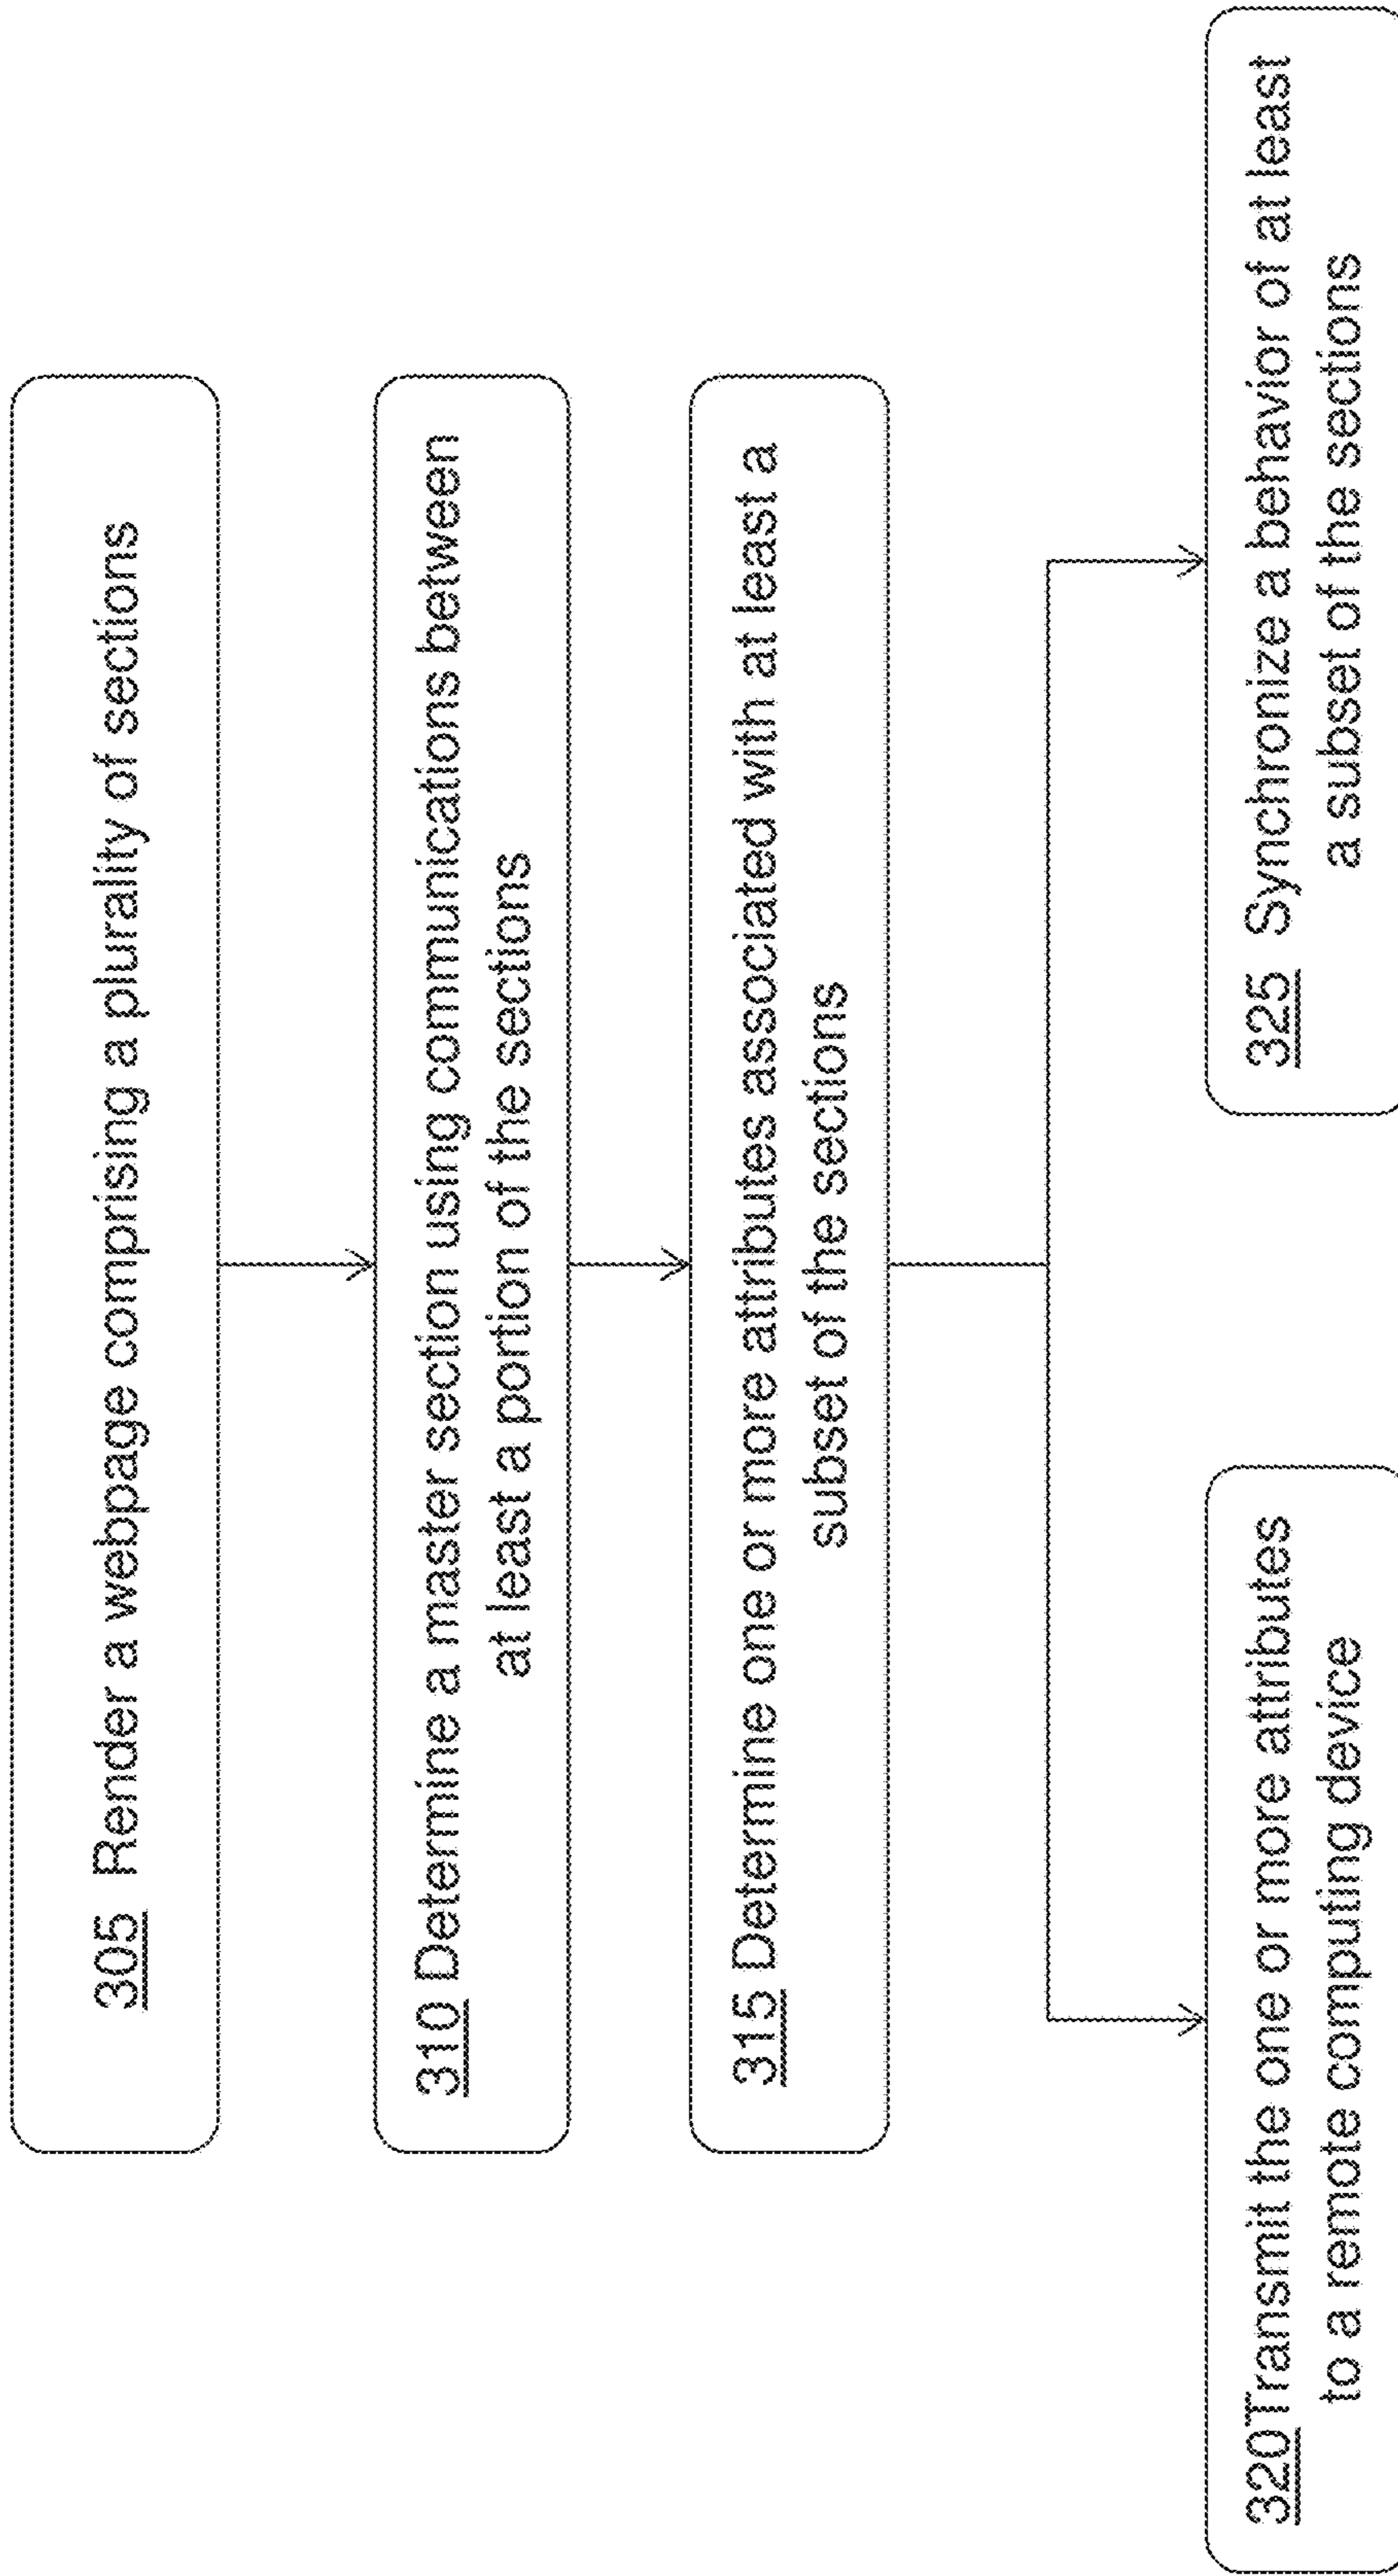 305 Render a webpage comprising a plurality of sections
310 Determine a master section using communications between
at least a portion of the sections
315 Determine one or more attributes associated with at least a
subset of the sections
320Transmit the one or more attributes
to a remote computing device
325 Synchronize a behavior of at least
a subset of the sections